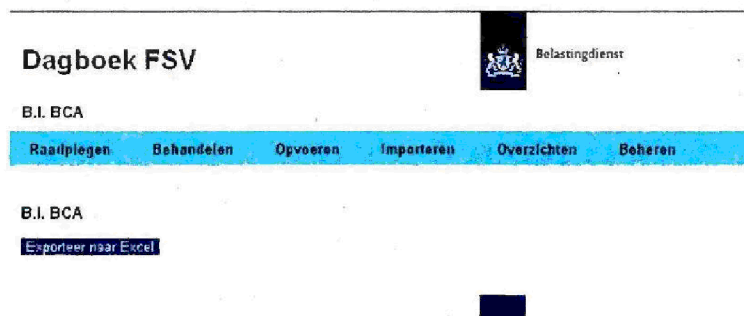 Dagboek FSV
Belastingdienst
B.I. BCA
Raadplegen Behandelen Opvoeren Importeren Overzichten Beheren
B.I. BCA
Exporteer naar Excel